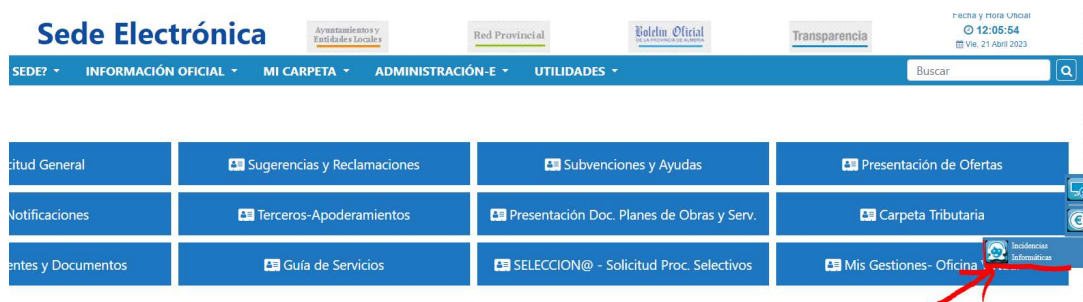 Fecha y Hora Oficial
Sede Electrónica
Ayuntamientos y
Entidades Locales
Red Provincial
Boletín Oficial
DE LA PROVINCIA DE ALMERÍA
Transparencia
12:05:54
Vie, 21 Abril 2023
SEDE?
INFORMACIÓN OFICIAL
MI CARPETA
ADMINISTRACIÓN-E
UTILIDADES
Buscar
citud General
Sugerencias y Reclamaciones
Subvenciones y Ayudas
Presentación de Ofertas
Notificaciones
Terceros-Apoderamientos
Presentación Doc. Planes de Obras y Serv.
Carpeta Tributaria
entes y Documentos
Guía de Servicios
SELECCION@ - Solicitud Proc. Selectivos
Mis Gestiones- Oficina
Incidencias
Informáticas